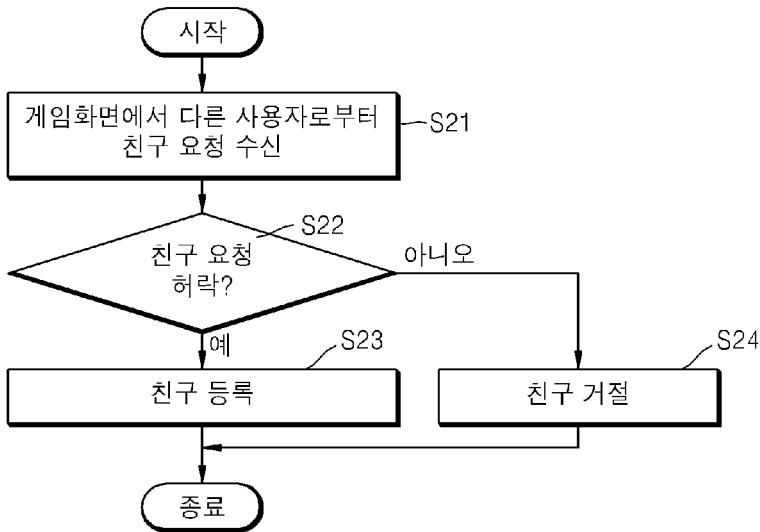 시작
게임화면에서 다른 사용자로부터
친구 요청 수신
S21
S22
친구 요청
허락?
아니오
예
S23
친구 등록
S24
친구 거절
종료